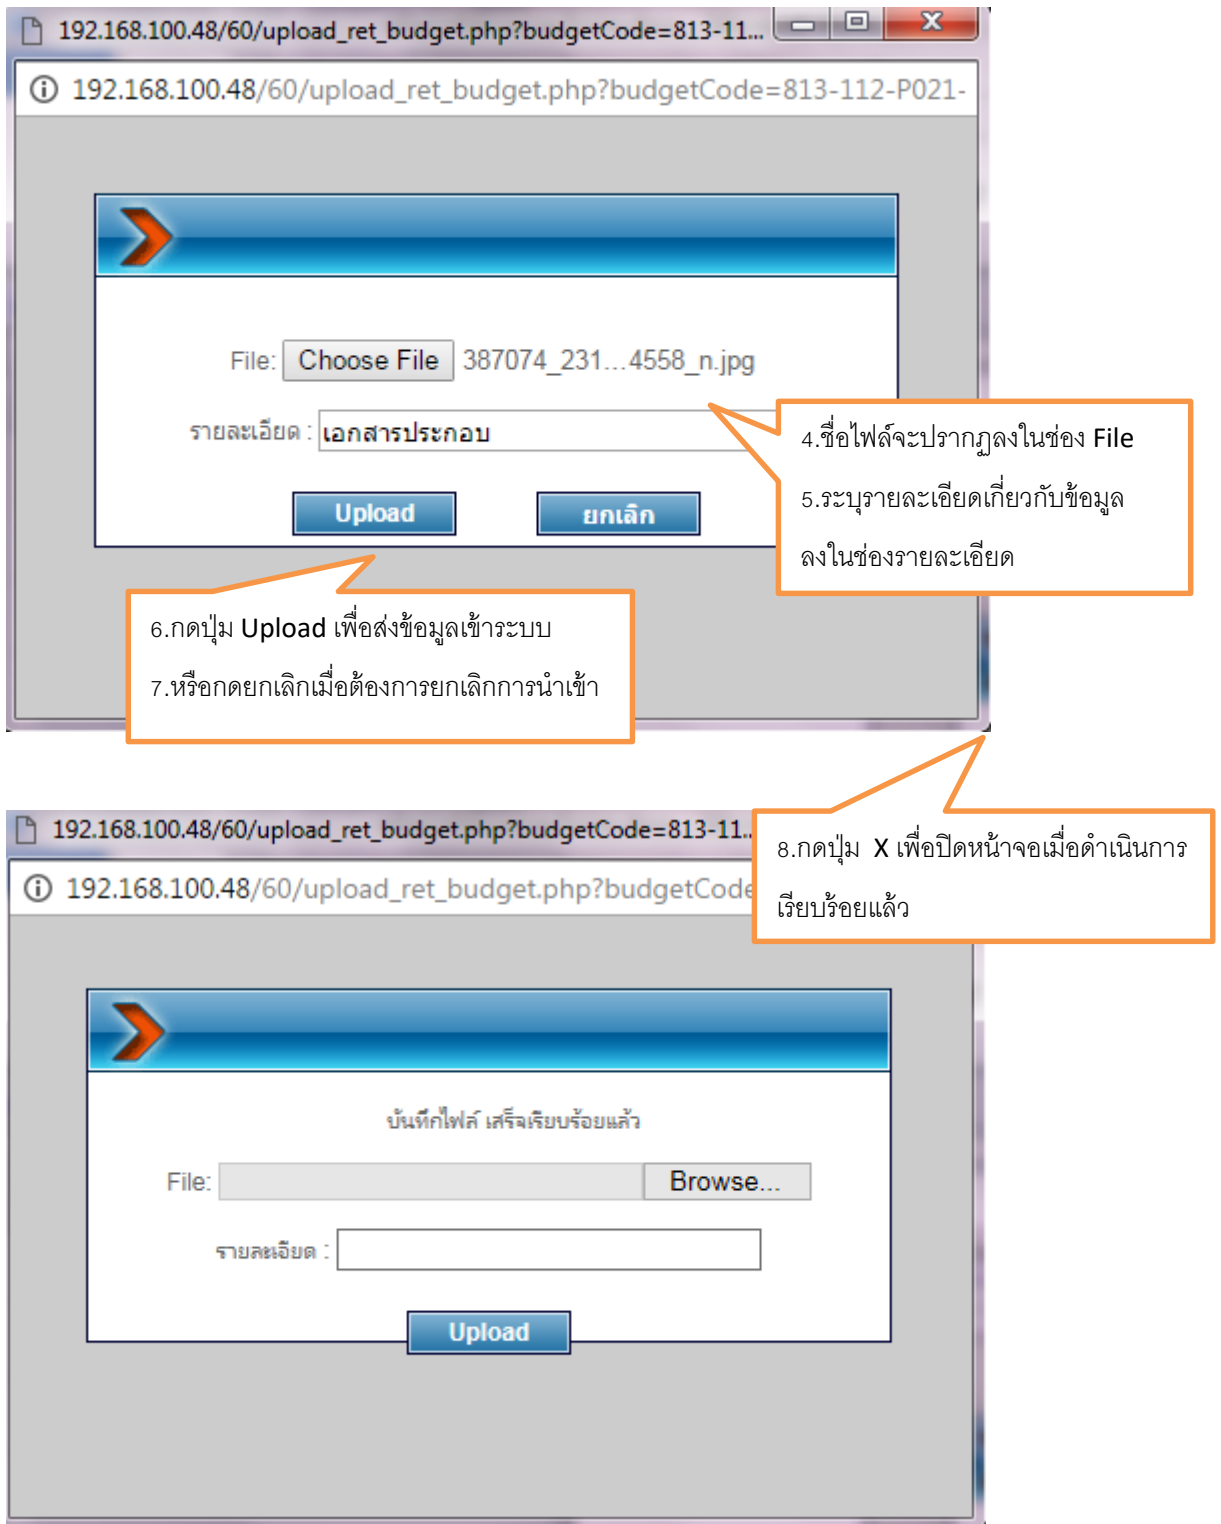 192.168.100.48/60/upload_ret_budget.php?budgetCode=813-11...
192.168.100.48/60/upload_ret_budget.php?budgetCode=813-112-P021-
File: Choose File 387074_231...4558_n.jpg
รายละเอียด : เอกสารประกอบ
Upload ยกเลิก
4.ชื่อไฟล์จะปรากฏลงในช่อง File
5.ระบุรายละเอียดเกี่ยวกับข้อมูล
ลงในช่องรายละเอียด
6.กดปุ่ม Upload เพื่อส่งข้อมูลเข้าระบบ
7.หรือกดยกเลิกเมื่อต้องการยกเลิกการนำเข้า
8.กดปุ่ม X เพื่อปิดหน้าจอเมื่อดำเนินการ
เรียบร้อยแล้ว
192.168.100.48/60/upload_ret_budget.php?budgetCode=813-11..
192.168.100.48/60/upload_ret_budget.php?budgetCode
บันทึกไฟล์ เสร็จเรียบร้อยแล้ว
File: Browse...
รายละเอียด :
Upload